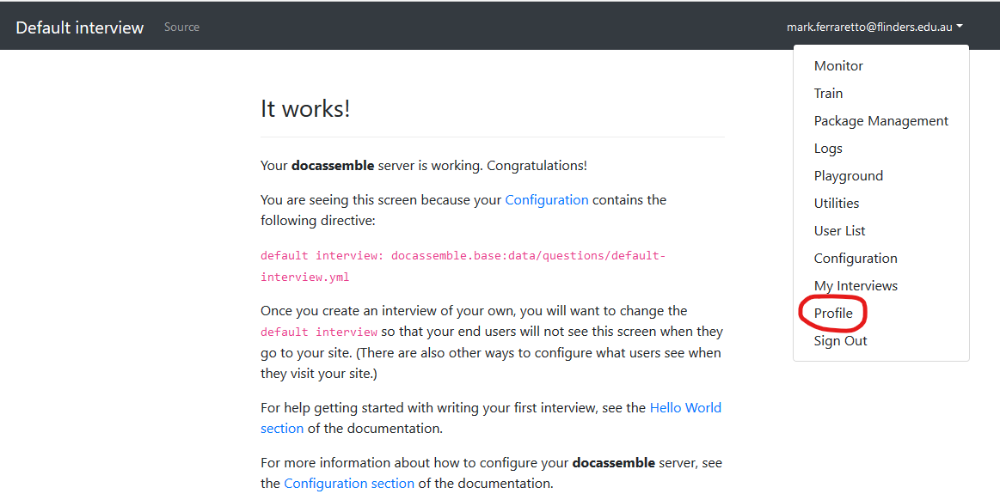 Default interview Source mark.ferraretto@flinders.edu.au
Monitor
Train
Package Management
Logs
Playground
Utilities
User List
Configuration
My Interviews
Profile
Sign Out
It works!
Your docassemble server is working. Congratulations!
You are seeing this screen because your Configuration contains the
following directive:
default interview: docassemble.base:data/questions/default-
interview.yml
Once you create an interview of your own, you will want to change the
default interview so that your end users will not see this screen when they
go to your site. (There are also other ways to configure what users see when
they visit your site.)
For help getting started with writing your first interview, see the Hello World
section of the documentation.
For more information about how to configure your docassemble server, see
the Configuration section of the documentation.